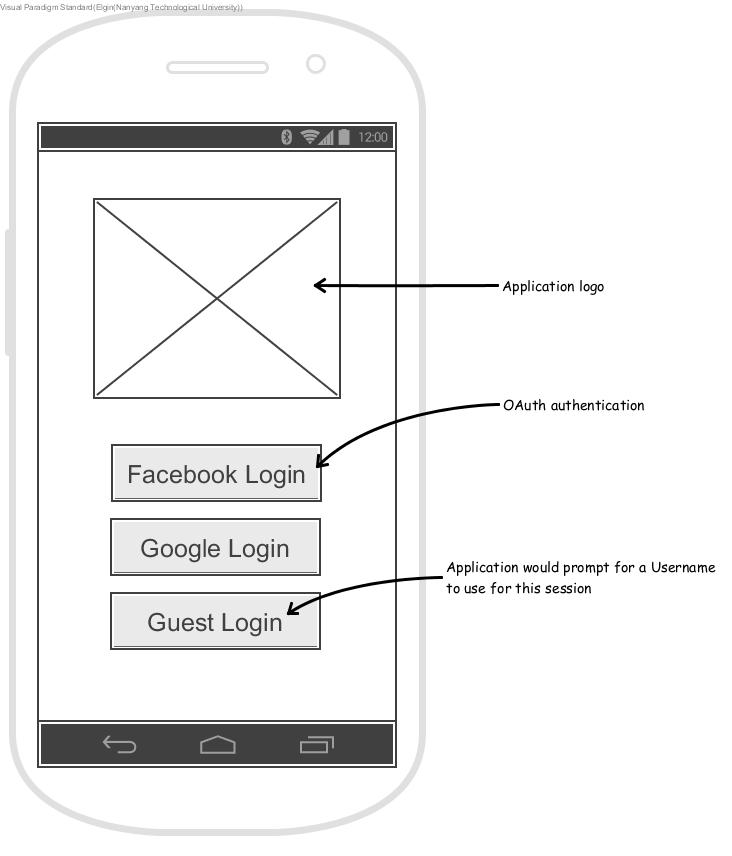 Visual Paradigm Standard(Elgin(Nanyang Technological University))
12:00
Application logo
OAuth authentication
Facebook Login
Google Login
Application would prompt for a Username
to use for this session
Guest Login